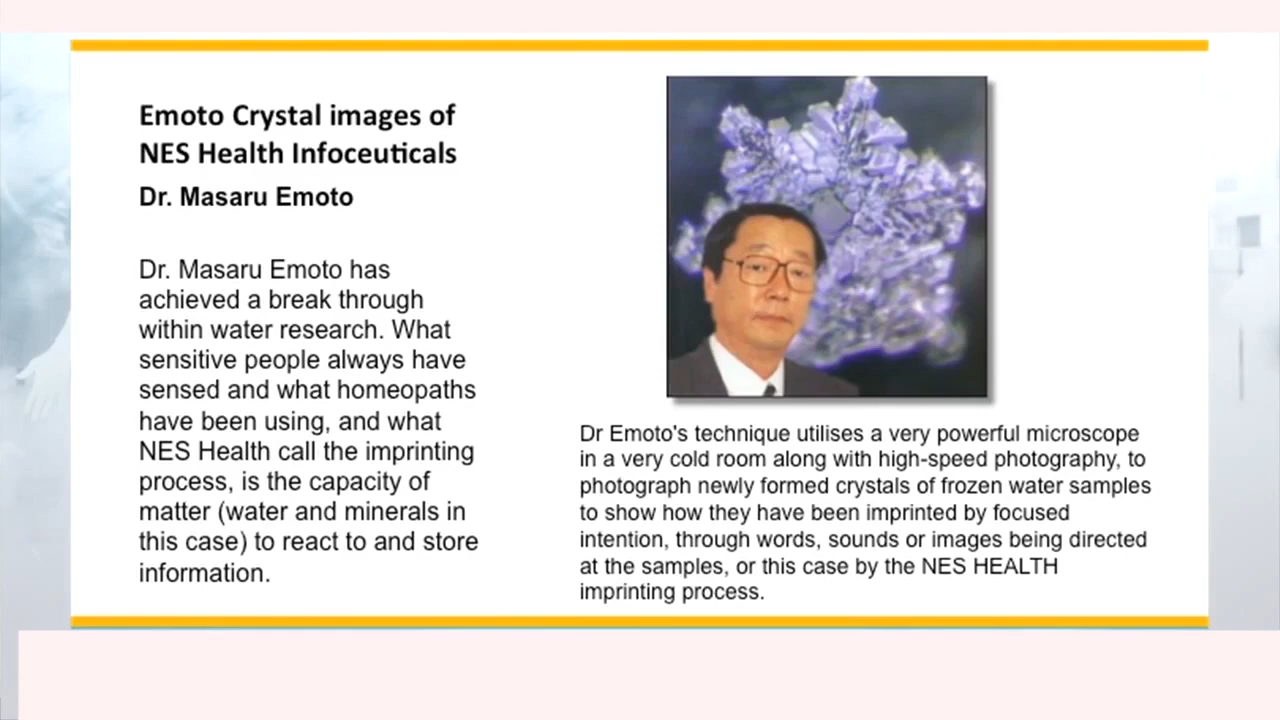 Emoto Crystal images of
NES Health Infoceuticals
Dr. Masaru Emoto
Dr. Masaru Emoto has
achieved a break through
within water research. What
sensitive people always have
sensed and what homeopaths
have been using, and what
NES Health call the imprinting
process, is the capacity of
matter (water and minerals in
this case) to react to and store
information.
Dr Emoto's technique utilises a very powerful microscope
in a very cold room along with high-speed photography, to
photograph newly formed crystals of frozen water samples
to show how they have been imprinted by focused
intention, through words, sounds or images being directed
at the samples, or this case by the NES HEALTH
imprinting process.